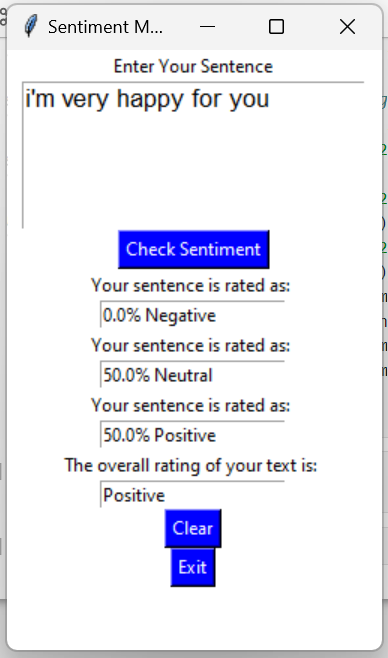 Sentiment M...
Enter Your Sentence
i'm very happy for you
Check Sentiment
Your sentence is rated as:
0.0% Negative
Your sentence is rated as:
50.0% Neutral
Your sentence is rated as:
50.0% Positive
The overall rating of your text is:
Positive
Clear
Exit